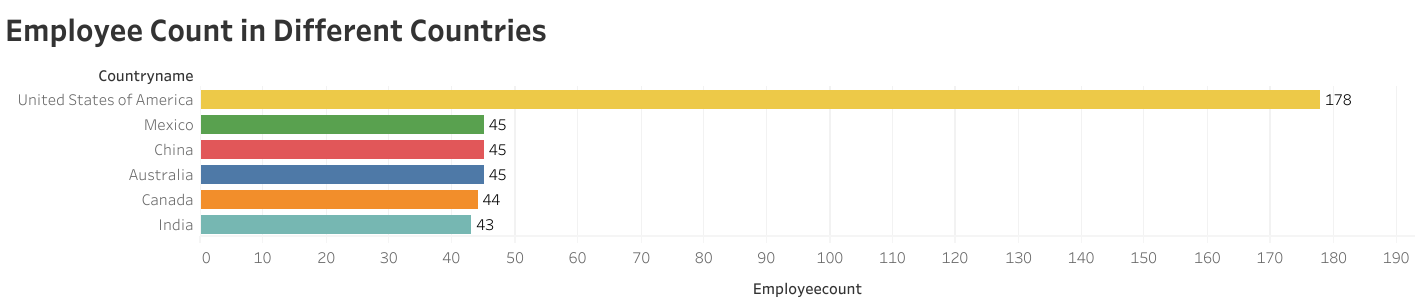 Employee Count in Different Countries
Countryname
United States of America 178
Mexico 45
China 45
Australia 45
Canada 44
India 43
0 10 20 30 40 50 60 70 80 90 100 110 120 130 140 150 160 170 180 190
Employeecount